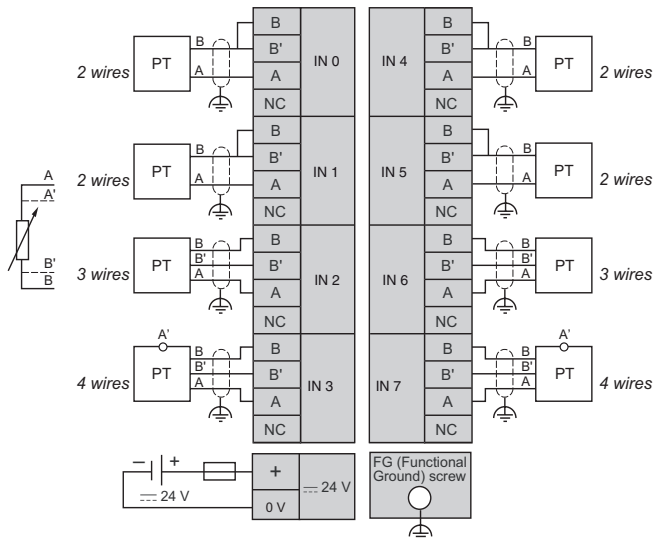 B
B'
A
NC
IN 0
2 wires
PT
B
A
B
B'
A
NC
IN 1
2 wires
PT
B
A
A
A'
B'
B
B
B'
A
NC
IN 2
3 wires
PT
B
B'
A
B
B'
A
NC
IN 3
4 wires
A'
PT
B
B'
A
IN 4
B
B'
A
NC
B
A
PT
2 wires
IN 5
B
B'
A
NC
B
A
PT
2 wires
IN 6
B
B'
A
NC
B
B'
A
PT
3 wires
IN 7
B
B'
A
NC
B
B'
A
A'
PT
4 wires
− +
24 V
+
0 V
24 V
FG (Functional
Ground) screw